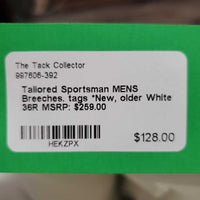 The Tack Collector
997606-392
Tailored Sportsman MENS
Breeches. tags *New, older White
36R MSRP: $259.00
$128.00
HEKZPX